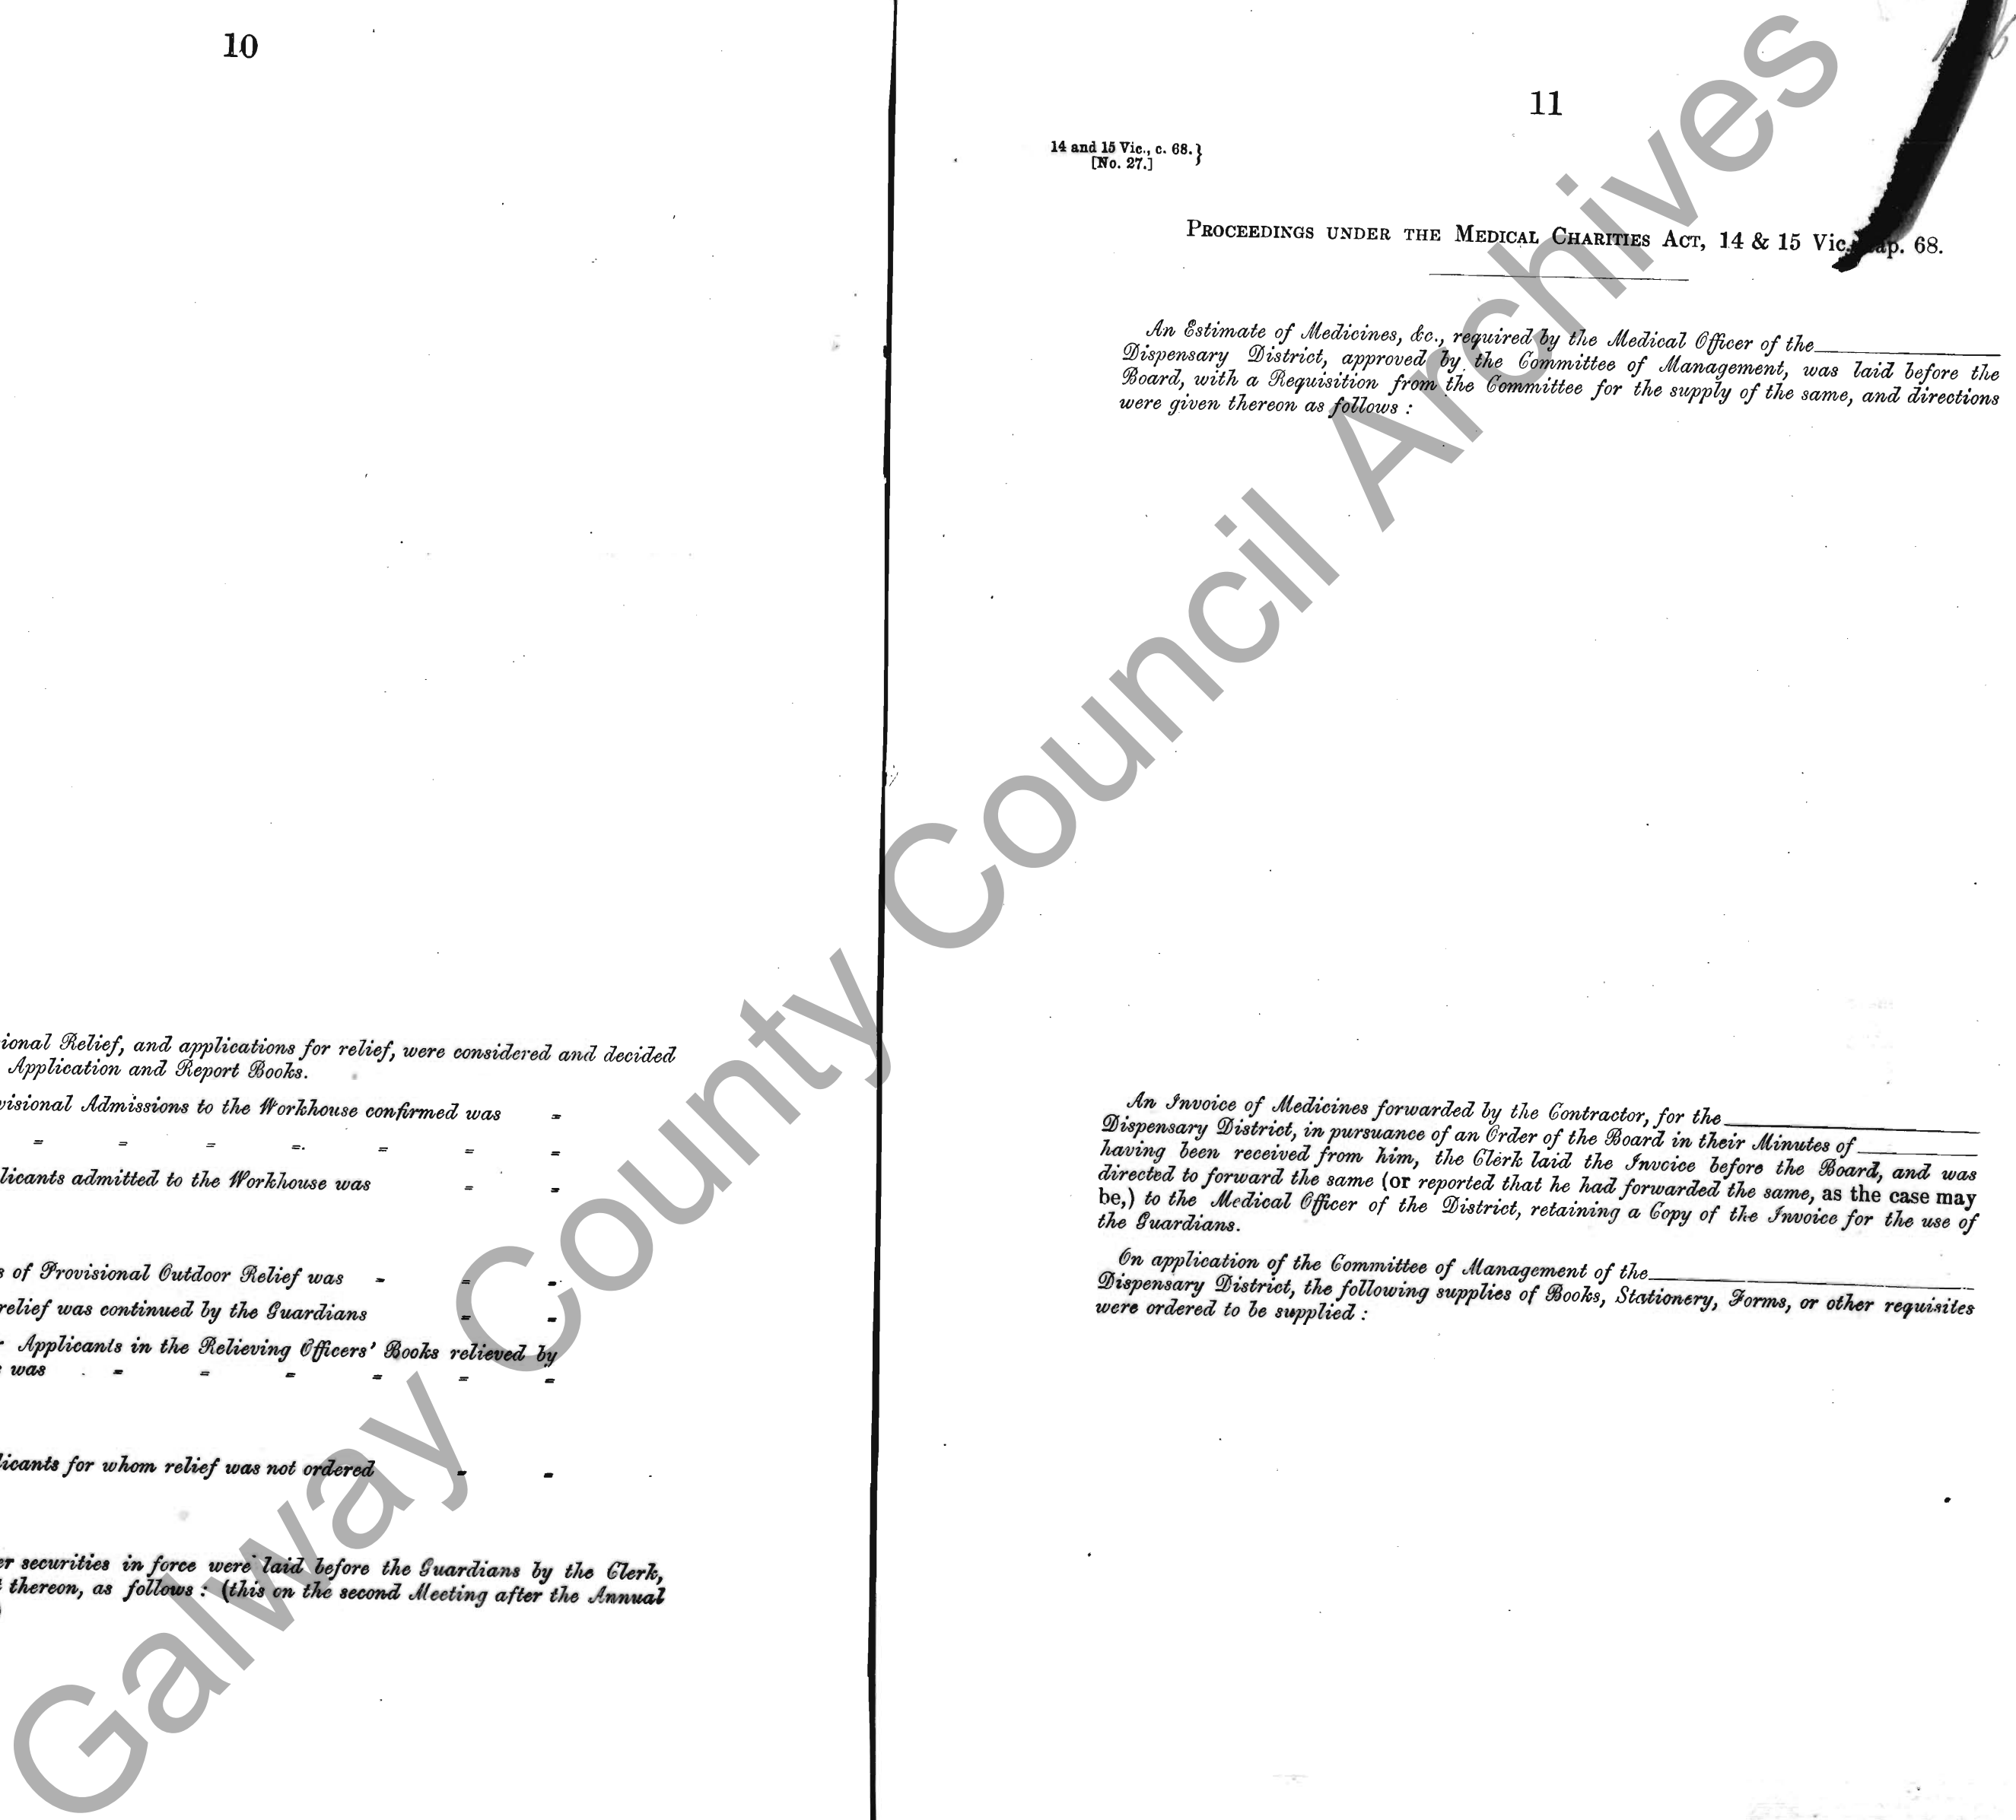 10
ional Relief, and applications for relief, were considered and decided
Application and Report Books.
visional Admissions to the Workhouse confirmed was - -
- - - - - - -
licants admitted to the Workhouse was - -
s of Provisional Outdoor Relief was - - -
relief was continued by the Guardians - -
Applicants in the Relieving Officers' Books relieved by
was - - - - - -
licants for whom relief was not ordered - -
er securities in force were laid before the Guardians by the Clerk,
thereon, as follows : (this on the second Meeting after the Annual
11
14 and 15 Vic., c. 68.}
[No. 27.]
PROCEEDINGS UNDER THE MEDICAL CHARITIES ACT, 14 & 15 Vic. ap. 68.
An Estimate of Medicines, &c., required by the Medical Officer of the
Dispensary District, approved by the Committee of Management, was laid before the
Board, with a Requisition from the Committee for the supply of the same, and directions
were given thereon as follows :
An Invoice of Medicines forwarded by the Contractor, for the
Dispensary District, in pursuance of an Order of the Board in their Minutes of
having been received from him, the Clerk laid the Invoice before the Board, and was
directed to forward the same (or reported that he had forwarded the same, as the case may
be,) to the Medical Officer of the District, retaining a Copy of the Invoice for the use of
the Guardians.
On application of the Committee of Management of the
Dispensary District, the following supplies of Books, Stationery, Forms, or other requisites
were ordered to be supplied :
Galway County Council Archives